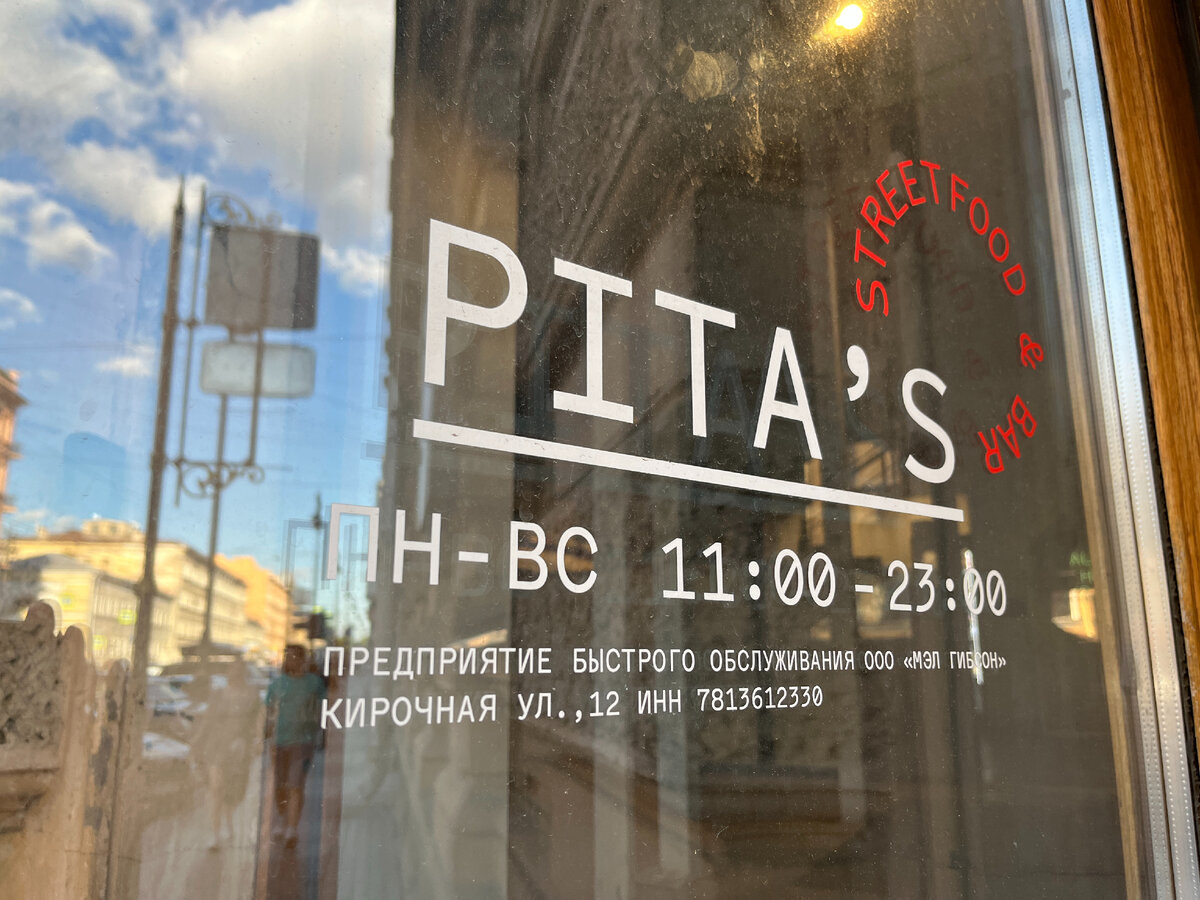 PITA'S
STREETFOOD & BAR
ПН-ВС 11:00-23:00
ПРЕДПРИЯТИЕ БЫСТРОГО ОБСЛУЖИВАНИЯ ООО «МЭЛ ГИБСОН»
КИРОЧНАЯ УЛ.,12 ИНН 7813612330